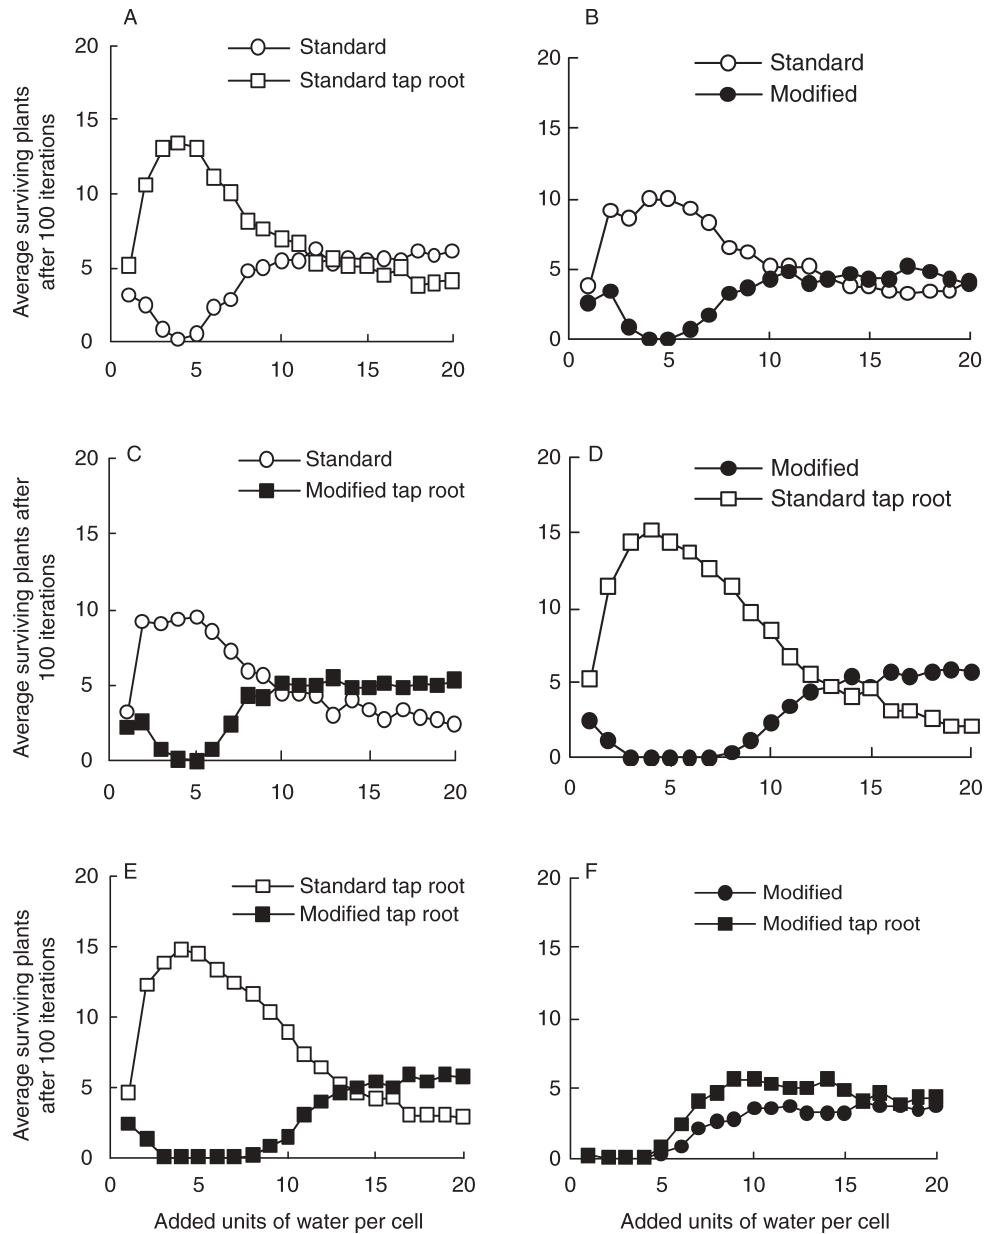 A
20
15
10
5
0
0
5
10
15
20
Standard
Standard tap root
Average surviving plants
after 100 iterations
B
20
15
10
5
0
0
5
10
15
20
Standard
Modified
C
20
15
10
5
0
0
5
10
15
20
Standard
Modified tap root
Average surviving plants after
100 iterations
D
20
15
10
5
0
0
5
10
15
20
Modified
Standard tap root
E
20
15
10
5
0
0
5
10
15
20
Standard tap root
Modified tap root
Average surviving plants
after 100 iterations
Added units of water per cell
F
20
15
10
5
0
0
5
10
15
20
Modified
Modified tap root
Added units of water per cell